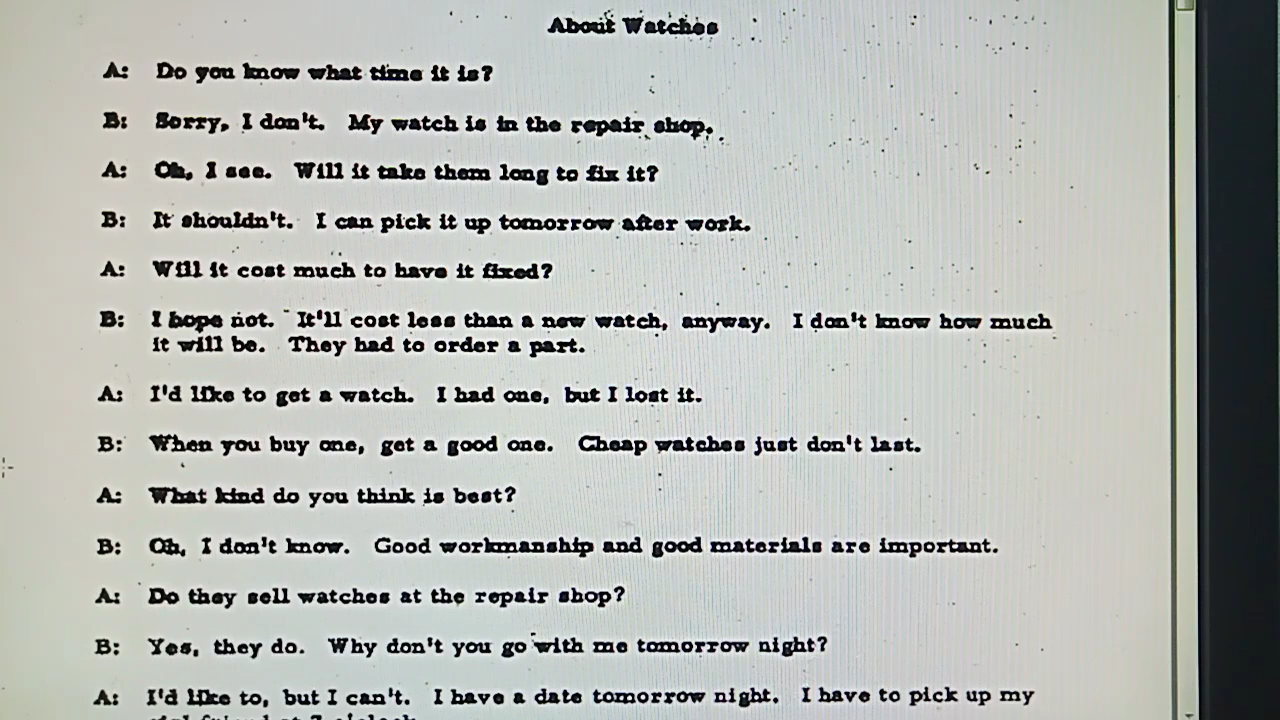 About Watches
A: Do you know what time it is?
B: Sorry, I don't. My watch is in the repair shop.
A: Oh, I see. Will it take them long to fix it?
B: It shouldn't. I can pick it up tomorrow after work.
A: Will it cost much to have it fixed?
B: I hope not. It'll cost less than a new watch, anyway. I don't know how much
it will be. They had to order a part.
A: I'd like to get a watch. I had one, but I lost it.
B: When you buy one, get a good one. Cheap watches just don't last.
A: What kind do you think is best?
B: Oh, I don't know. Good workmanship and good materials are important.
A: Do they sell watches at the repair shop?
B: Yes, they do. Why don't you go with me tomorrow night?
A: I'd like to, but I can't. I have a date tomorrow night. I have to pick up my